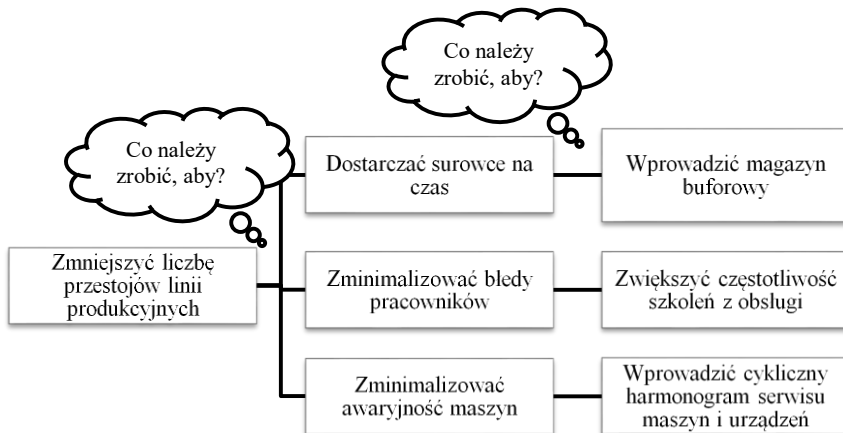 Co należy
zrobić, aby?
Co należy
zrobić, aby?
Dostarczać surowce na
czas
Wprowadzić magazyn
buforowy
Zmniejszyć liczbę
przestojów linii
produkcyjnych
Zminimalizować błędy
pracowników
Zwiększyć częstotliwość
szkoleń z obsługi
Zminimalizować
awaryjność maszyn
Wprowadzić cykliczny
harmonogram serwisu
maszyn i urządzeń